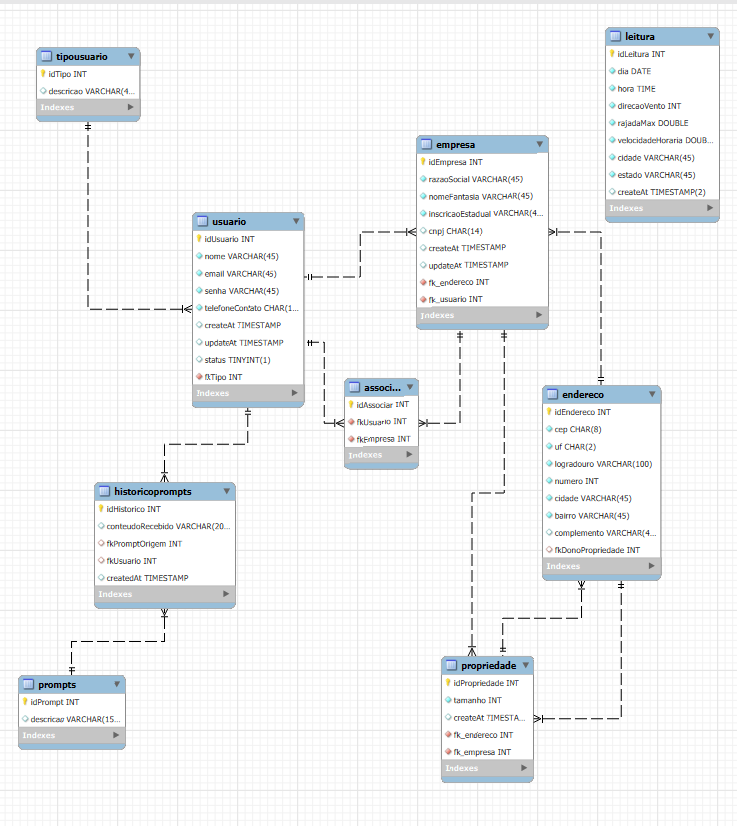 tipousuario
idTipo INT
descricao VARCHAR(4...
Indexes
leitura
idLeitura INT
dia DATE
hora TIME
direcaoVento INT
rajadaMax DOUBLE
velocidadeHoraria DOUB...
cidade VARCHAR(45)
estado VARCHAR(45)
createAt TIMESTAMP(2)
Indexes
empresa
idEmpresa INT
razaoSocial VARCHAR(45)
nomeFantasia VARCHAR(45)
inscricaoEstadual VARCHAR(4...
cnpj CHAR(14)
createAt TIMESTAMP
updateAt TIMESTAMP
fk_endereco INT
fk_usuario INT
Indexes
usuario
idUsuario INT
nome VARCHAR(45)
email VARCHAR(45)
senha VARCHAR(45)
telefoneContato CHAR(1...
createAt TIMESTAMP
updateAt TIMESTAMP
status TINYINT(1)
fkTipo INT
Indexes
associ...
idAssociar INT
fkUsuario INT
fkEmpresa INT
Indexes
endereco
idEndereco INT
cep CHAR(8)
uf CHAR(2)
logradouro VARCHAR(100)
numero INT
cidade VARCHAR(45)
bairro VARCHAR(45)
complemento VARCHAR(4...
fkDonoPropriedade INT
Indexes
historicoprompts
idHistorico INT
conteudoRecebido VARCHAR(20...
fkPromptOrigem INT
fkUsuario INT
createdAt TIMESTAMP
Indexes
prompts
idPrompt INT
descricao VARCHAR(15...
Indexes
propriedade
idPropriedade INT
tamanho INT
createAt TIMESTA...
fk_endereco INT
fk_empresa INT
Indexes